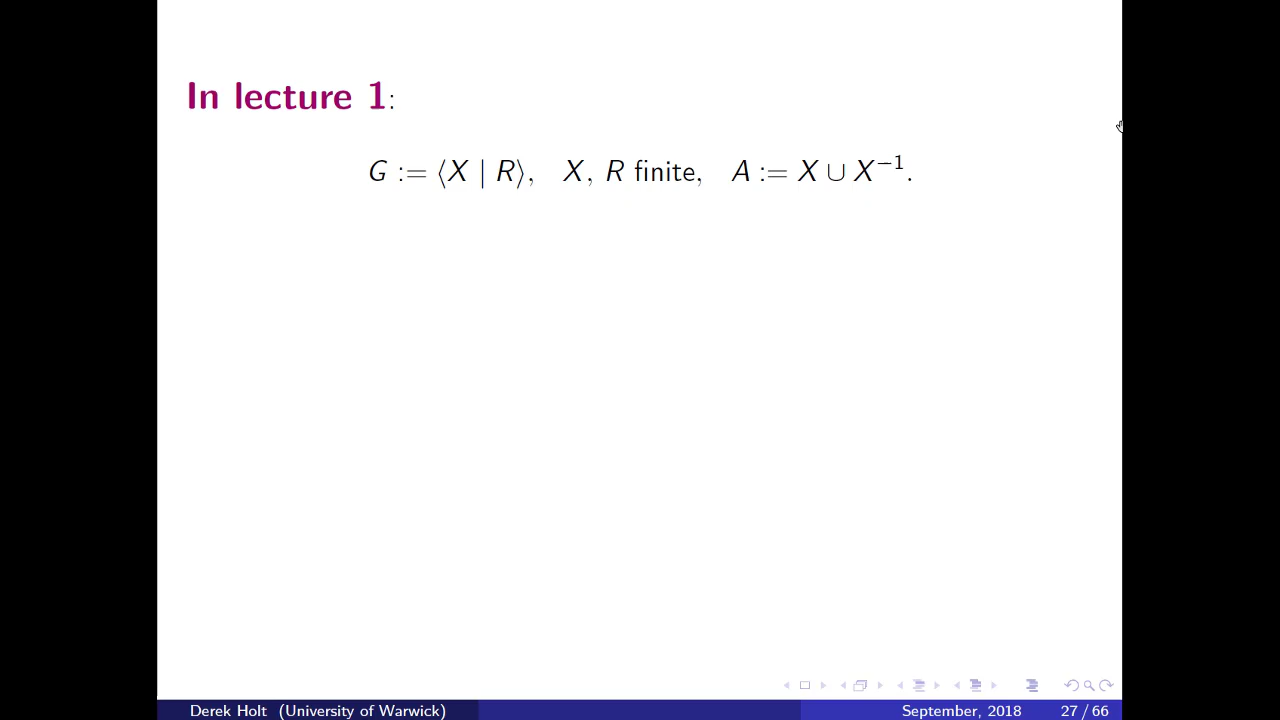 In lecture 1:
G := ⟨X | R⟩, X, R finite, A := X ∪ X⁻¹.
Derek Holt (University of Warwick) September, 2018 27 / 66